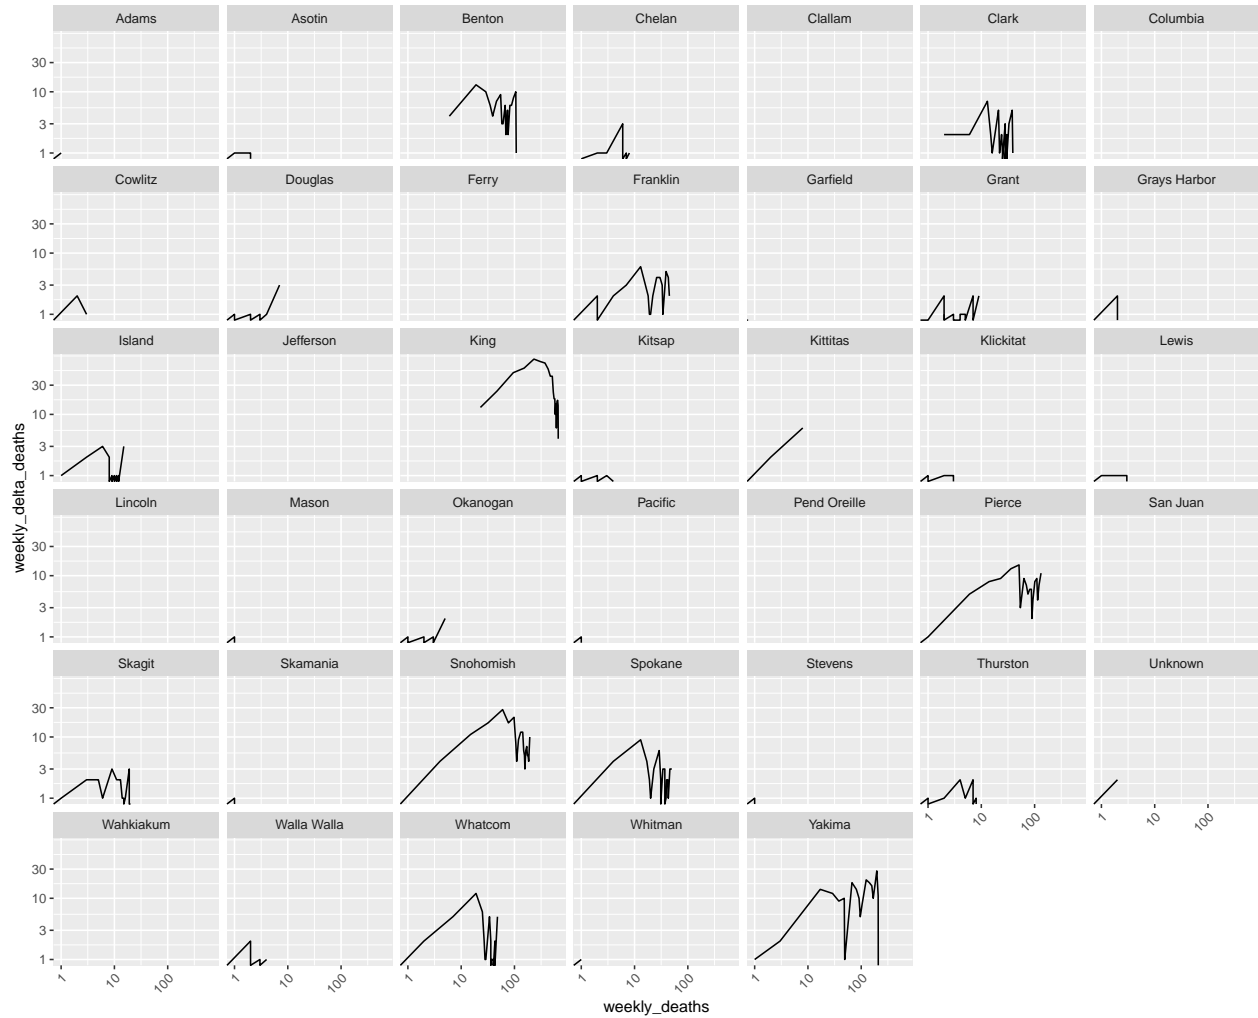 Adams Asotin Benton Chelan Clallam Clark Columbia
30
10
3
1
Cowlitz Douglas Ferry Franklin Garfield Grant Grays Harbor
30
10
3
1
Island Jefferson King Kitsap Kittitas Klickitat Lewis
30
10
3
1
weekly_delta_deaths
Lincoln Mason Okanogan Pacific Pend Oreille Pierce San Juan
30
10
3
1
Skagit Skamania Snohomish Spokane Stevens Thurston Unknown
30
10
3
1
1 10 100 1 10 100
Wahkiakum Walla Walla Whatcom Whitman Yakima
30
10
3
1
1 10 100 1 10 100 1 10 100 1 10 100 1 10 100
weekly_deaths